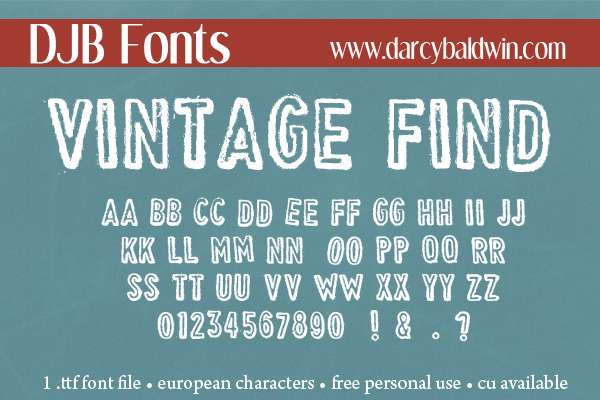 DJB Fonts www.darcybaldwin.com
VINTAGE FIND
AA BB CC DD EE FF GG HH II JJ
KK LL MM NN OO PP QQ RR
SS TT UU VV WW XX YY ZZ
01234567890 ! & . ?
1 .ttf font file • european characters • free personal use • cu available